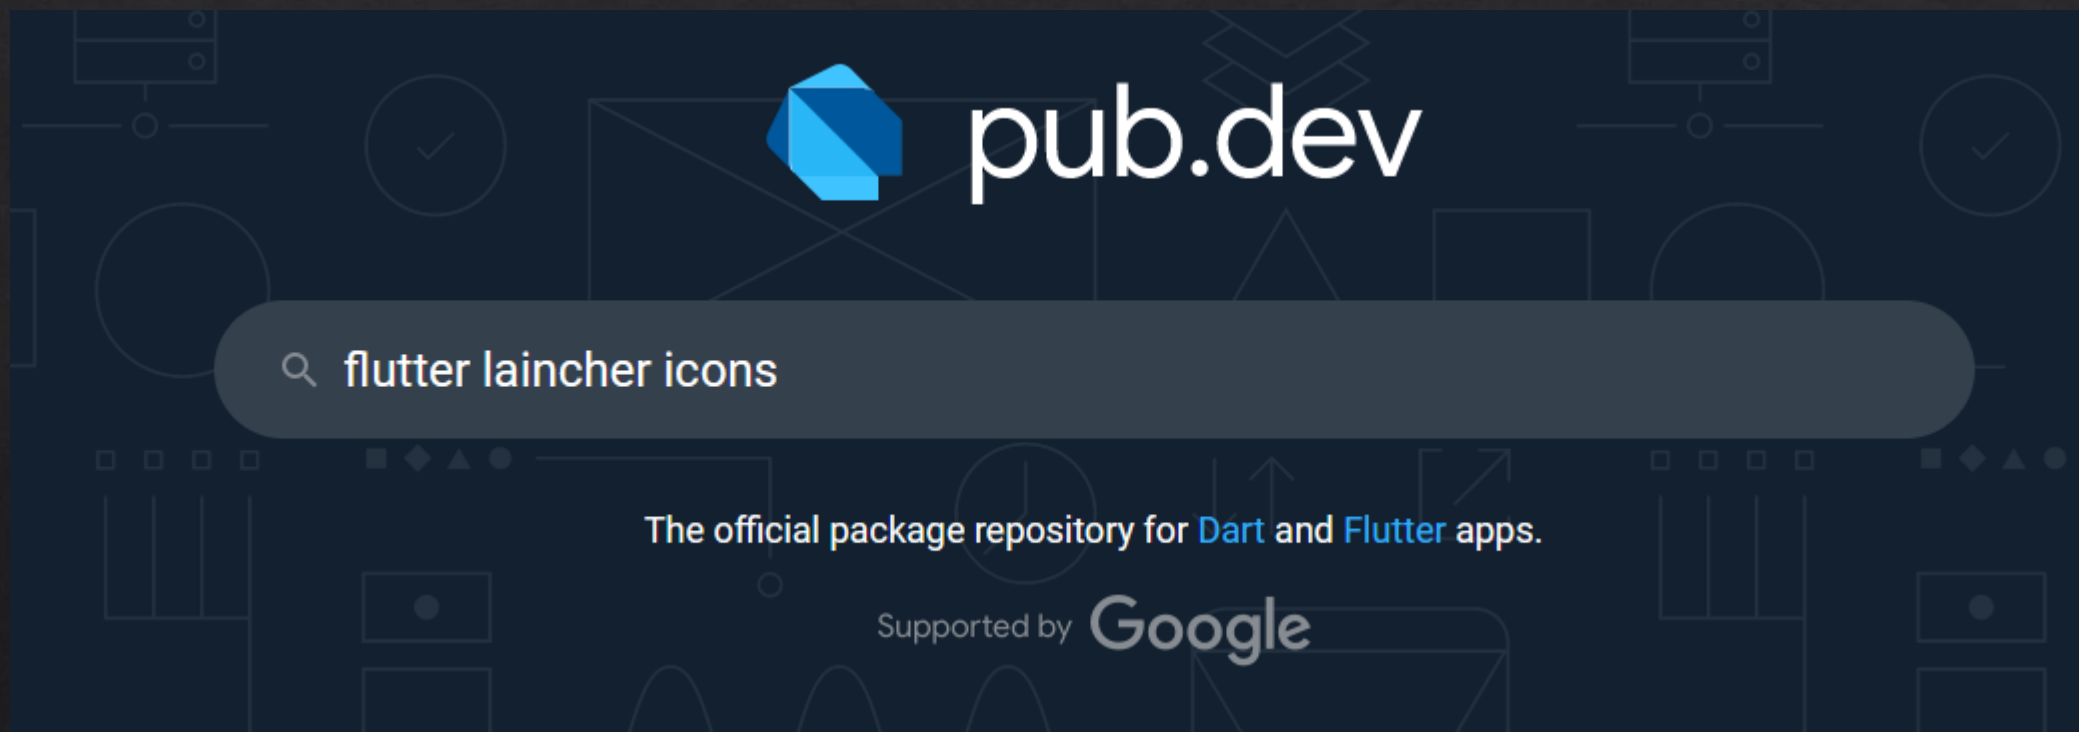 pub.dev
flutter laincher icons
The official package repository for Dart and Flutter apps.
Supported by Google